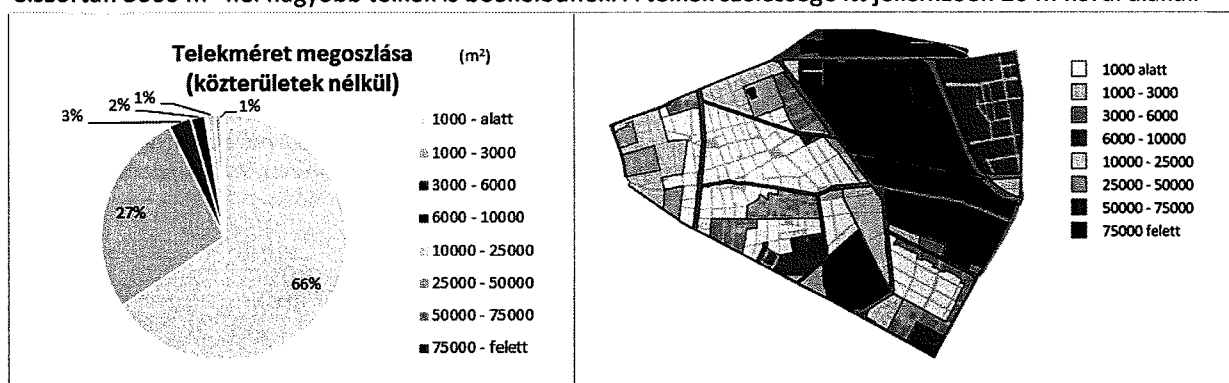 Telekméret megoszlása (m²)
(közterületek nélkül)
3%
2%
1%
1%
27%
66%
1000 - alatt
1000 - 3000
3000 - 6000
6000 - 10000
10000 - 25000
25000 - 50000
50000 - 75000
75000 - felett
1000 alatt
1000 - 3000
3000 - 6000
6000 - 10000
10000 - 25000
25000 - 50000
50000 - 75000
75000 felett